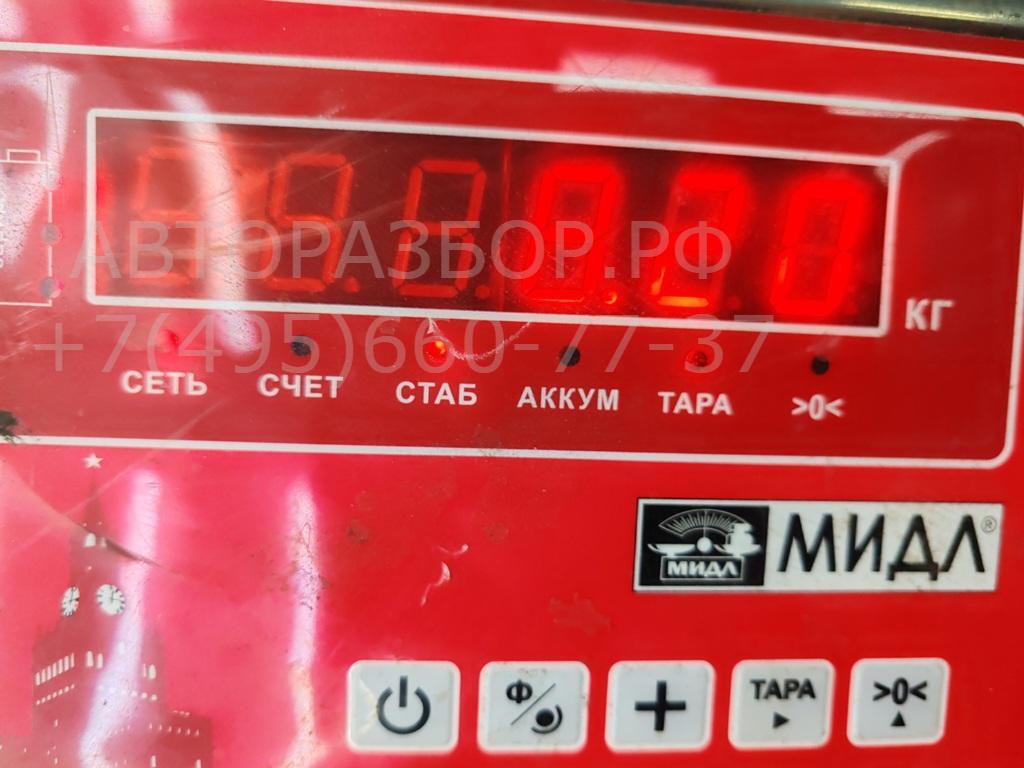 АВТОРАЗБОР.РФ
КГ
+7(495)660-77-37
СЕТЬ СЧЕТ СТАБ АККУМ ТАРА >0<
МИДЛ МИДЛ®
Ф ТАРА >0<